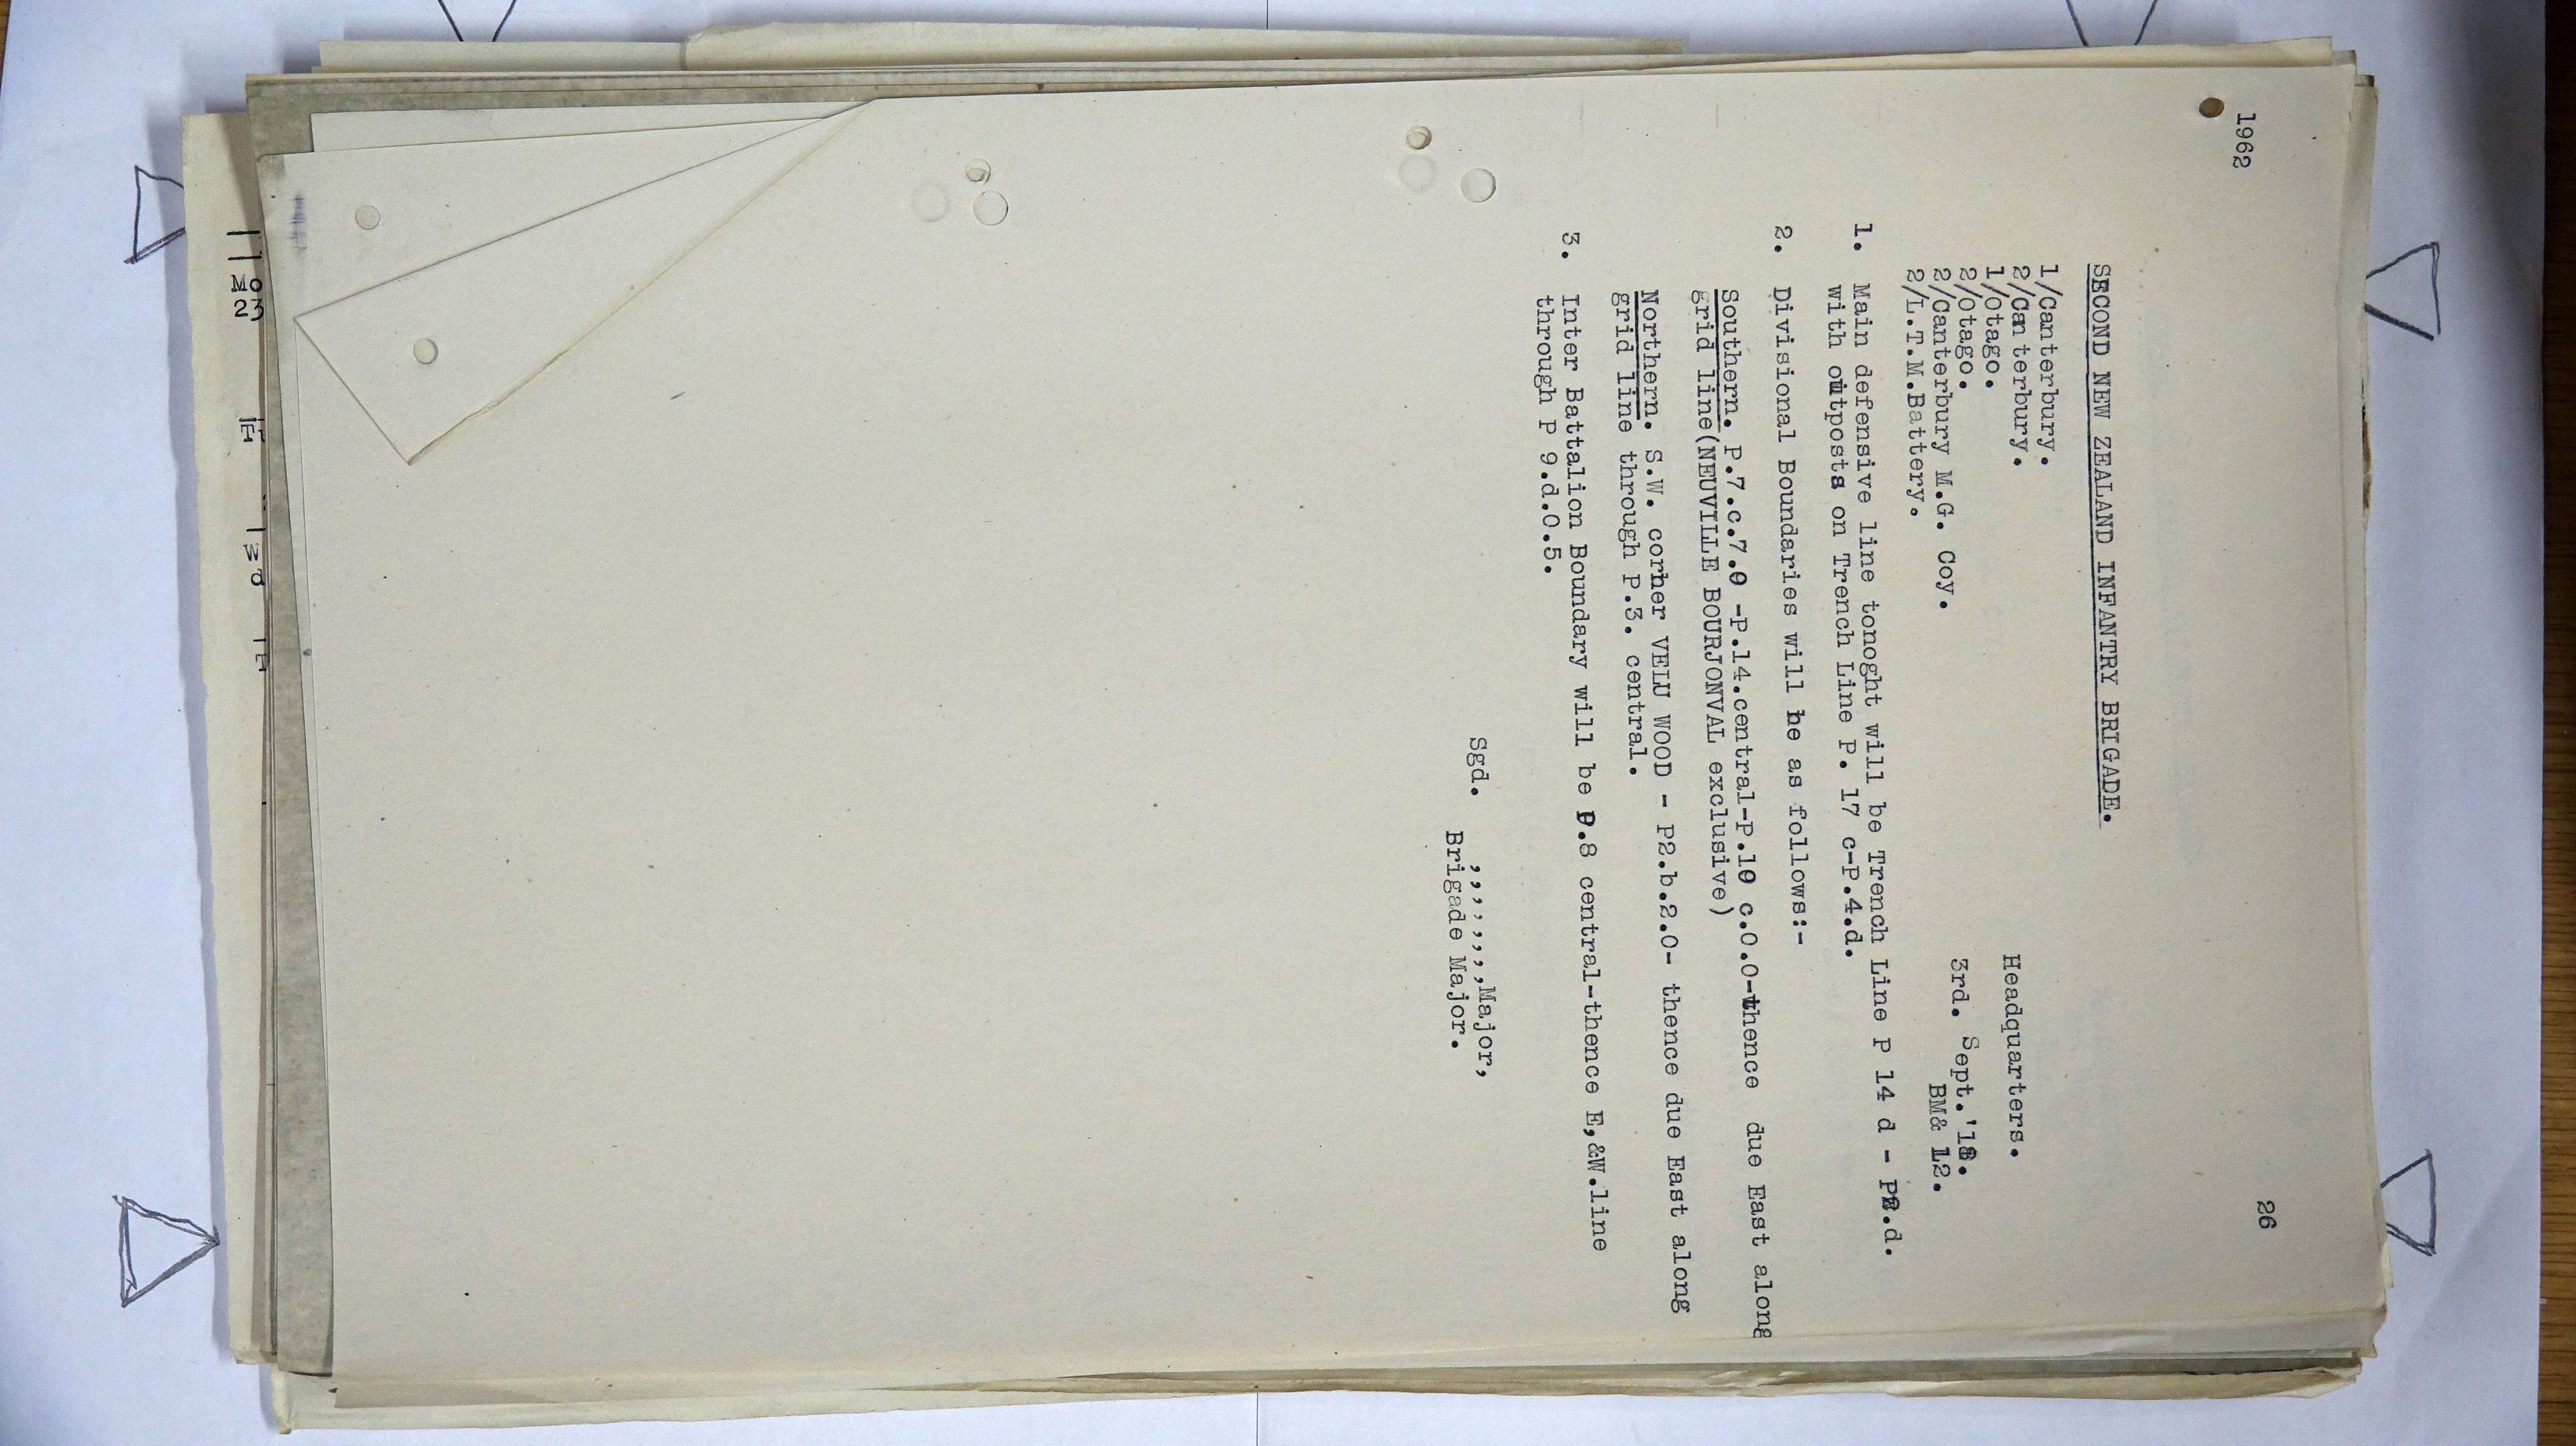 1962
26
SECOND NEW ZEALAND INFANTRY BRIGADE.
1/Canterbury.
2/Canterbury.
Headquarters.
1/Otago.
2/Otago.
3rd. Sept.'18.
2/Canterbury M.G. Coy.
BM& 12.
2/L.T.M.Battery.
1. Main defensive line tonoght will be Trench Line P 14 d - P2.d.
with outposts on Trench Line P. 17 c-P.4.d.
2. Divisional Boundaries will be as follows:-
Southern. P.7.c.7.0 -P.14.central-P.10 c.0.0-thence due East along
grid line(NEUVILLE BOURJONVAL exclusive)
Northern. S.W. corner VELU WOOD - P2.b.2.0- thence due East along
grid line through P.3. central.
3. Inter Battalion Boundary will be P.8 central-thence E,&W.line
through P 9.d.0.5.
Sgd. ,,,,,,,Major,
Brigade Major.
Mo
23